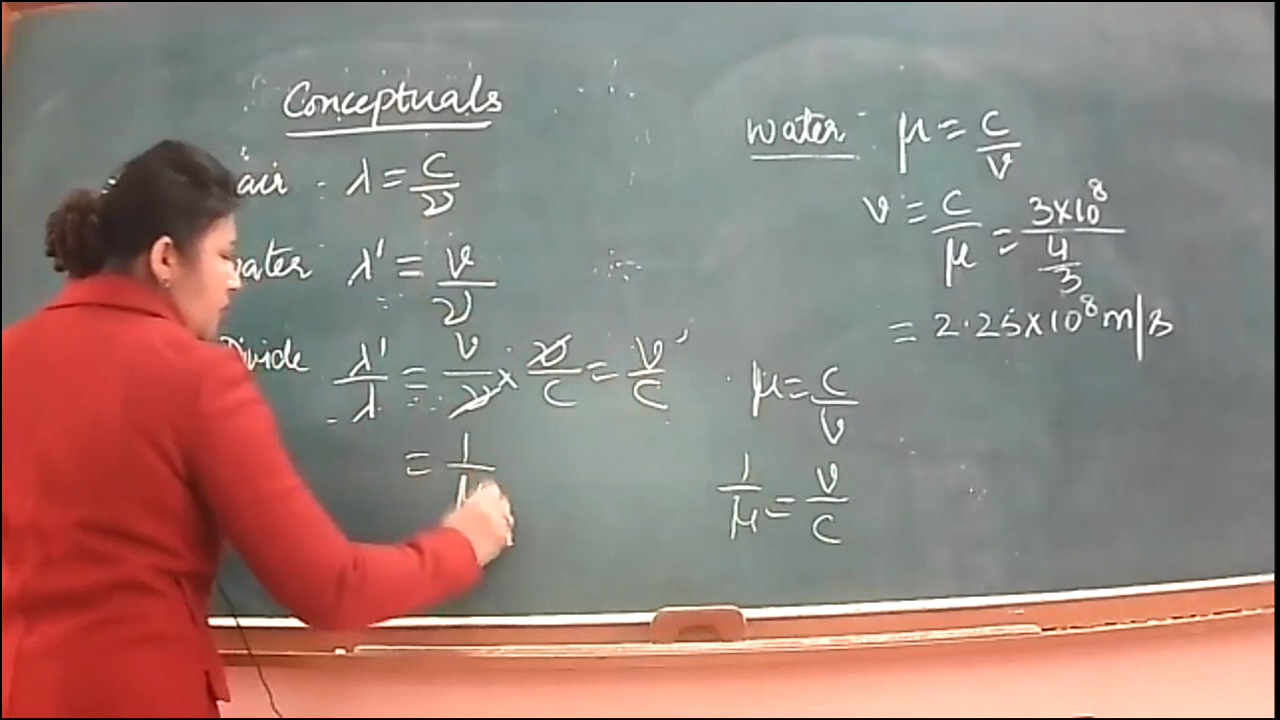 Conceptuals
air : λ = c/ν
water λ' = v/ν
Divide λ'/λ = v/ν × ν/c = v/c
= 1/μ
water : μ = c/v
v = c/μ = 3×10⁸/(4/3)
= 2.25×10⁸ m/s
μ = c/v
1/μ = v/c